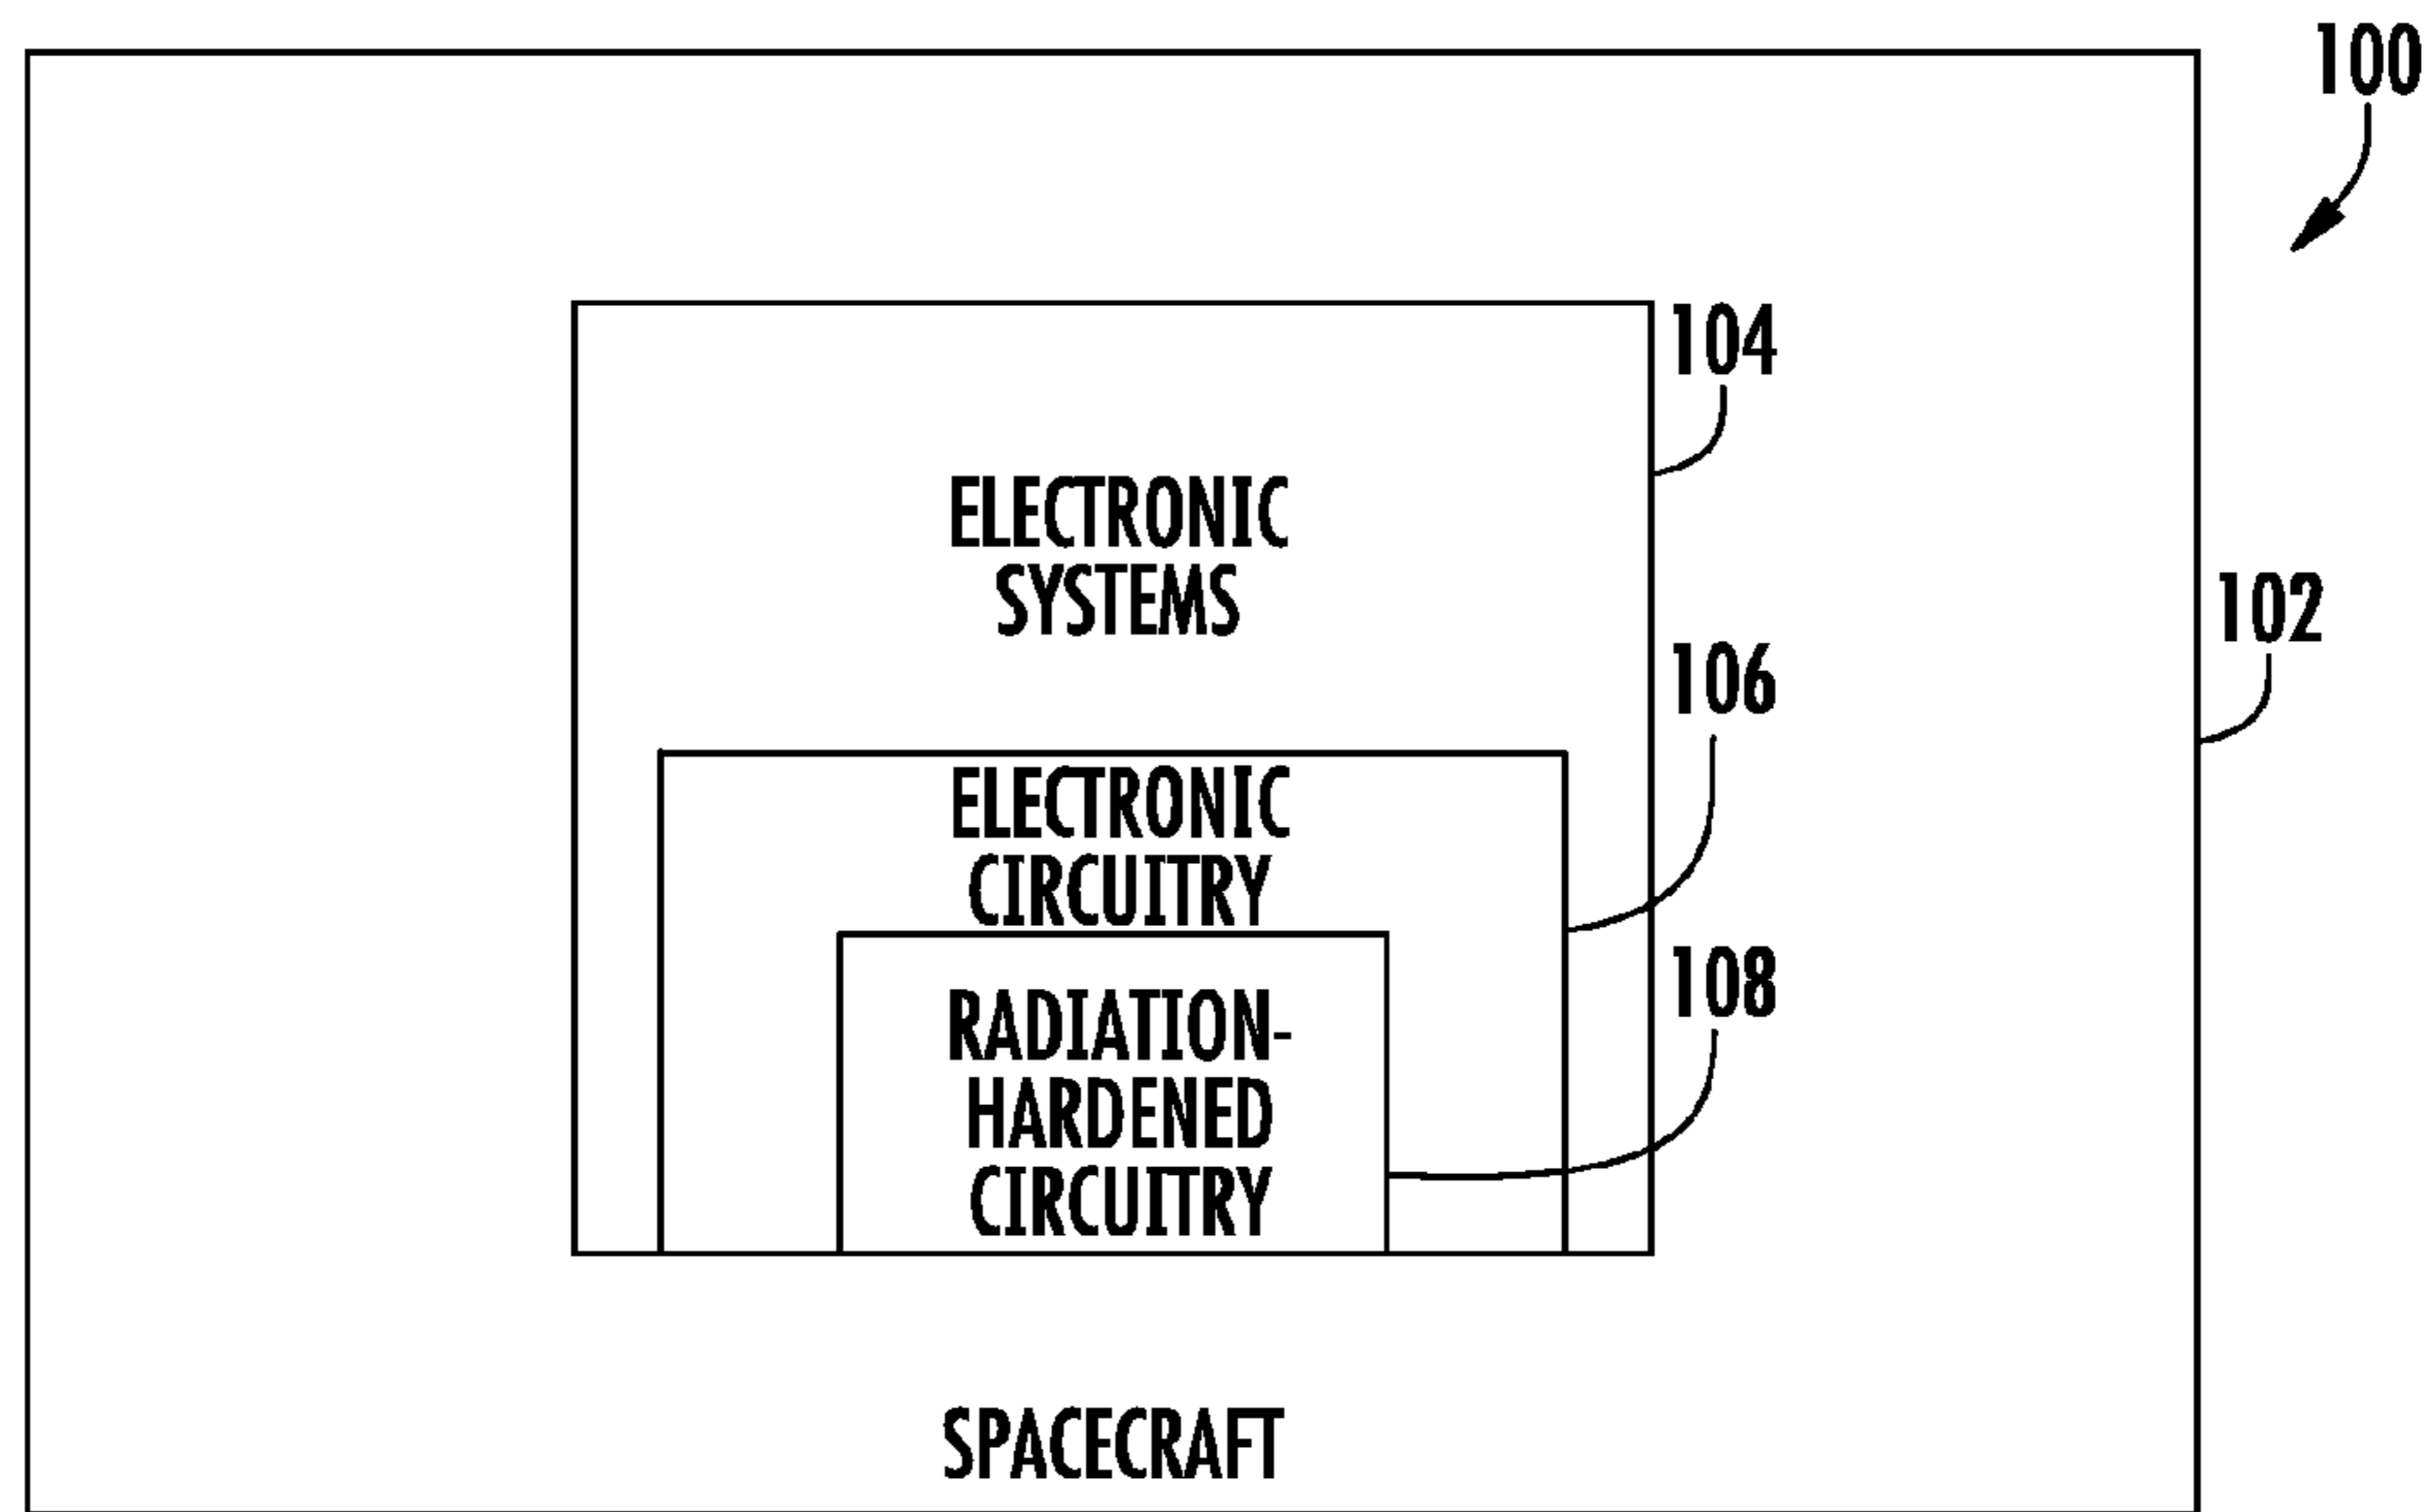 100
104
ELECTRONIC
SYSTEMS
102
106
ELECTRONIC
CIRCUITRY
108
RADIATION-
HARDENED
CIRCUITRY
SPACECRAFT